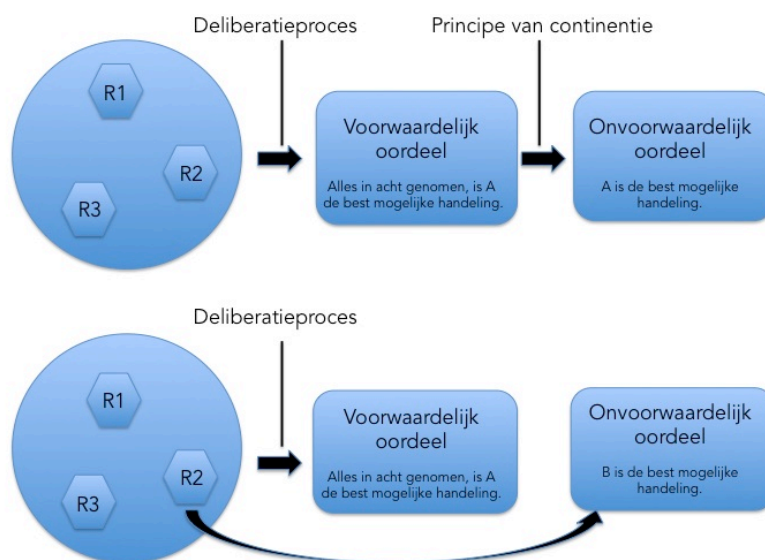 Deliberatieproces
Principe van continentie
R1
R2
R3
Voorwaardelijk
oordeel
Alles in acht genomen, is A
de best mogelijke handeling.
Onvoorwaardelijk
oordeel
A is de best mogelijke
handeling.
Deliberatieproces
R1
R2
R3
Voorwaardelijk
oordeel
Alles in acht genomen, is A
de best mogelijke handeling.
Onvoorwaardelijk
oordeel
B is de best mogelijke
handeling.